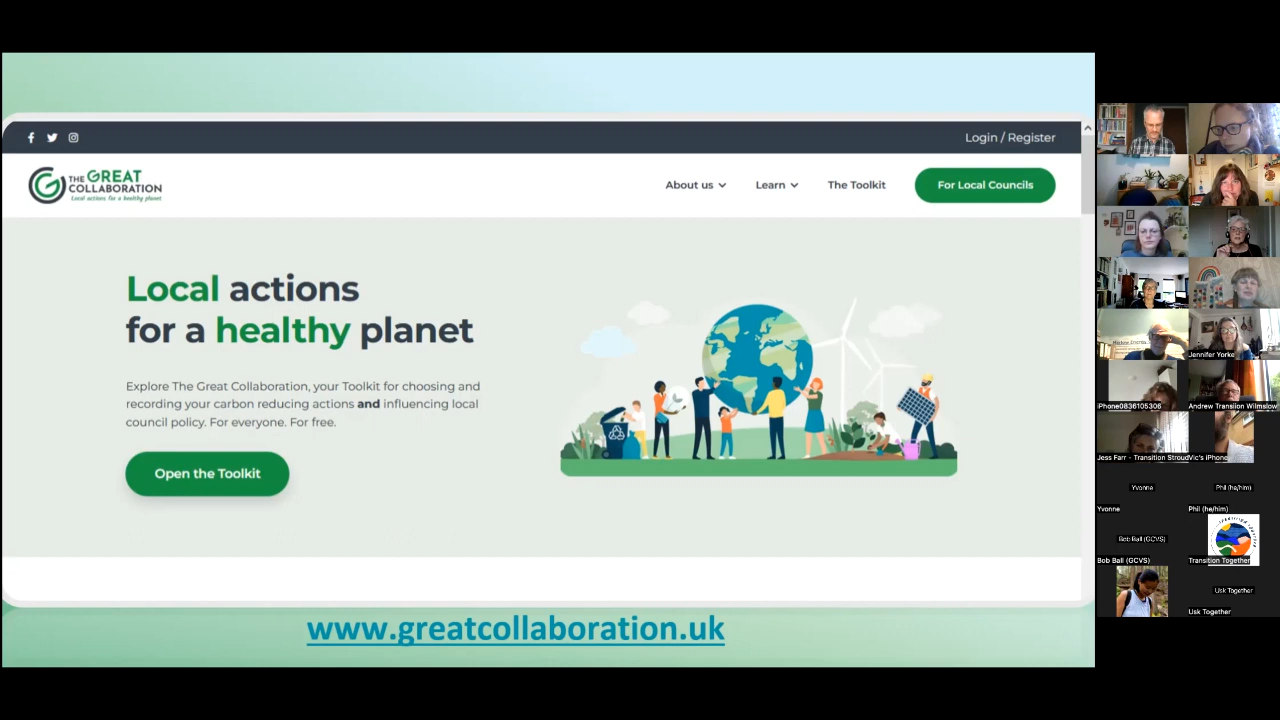 Login / Register
THE GREAT
COLLABORATION
Local actions for a healthy planet
About us
Learn
The Toolkit
For Local Councils
Local actions
for a healthy planet
Explore The Great Collaboration, your Toolkit for choosing and
recording your carbon reducing actions and influencing local
council policy. For everyone. For free.
Open the Toolkit
www.greatcollaboration.uk
Jennifer Yorke
iPhone0836105306
Andrew Transiion Wilmslow
Jess Farr - Transition Stroud
Vic's iPhone
Yvonne
Phil (he/him)
Yvonne
Phil (he/him)
Bob Ball (GCVS)
Bob Ball (GCVS)
Transition Together
Usk Together
Usk Together